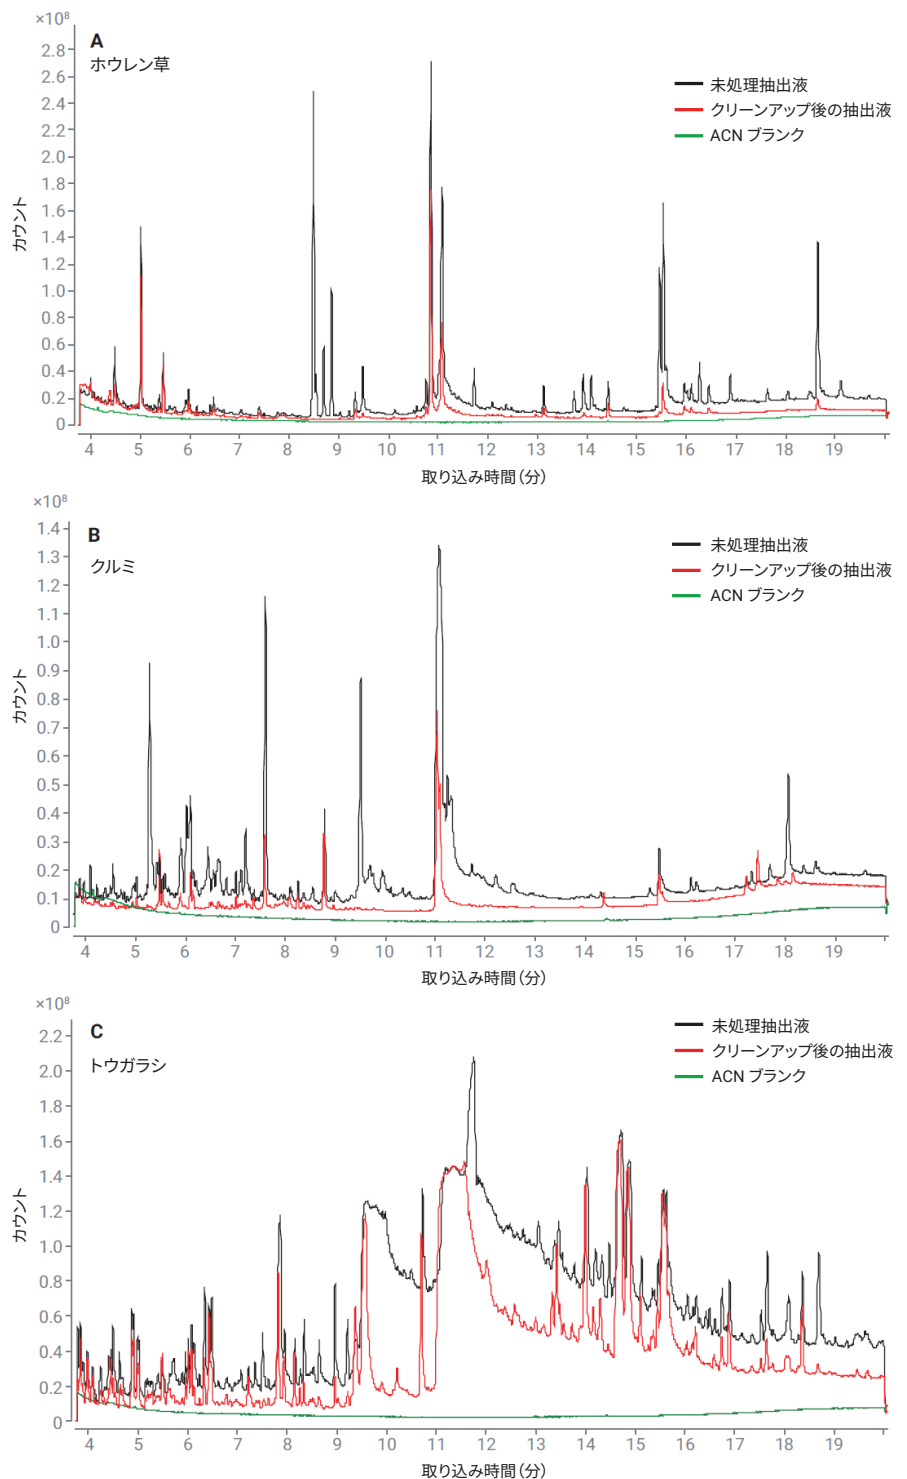 ×10⁸
A
ホウレン草
未処理抽出液
クリーンアップ後の抽出液
ACN ブランク
カウント
2.8
2.6
2.4
2.2
2.0
1.8
1.6
1.4
1.2
1.0
0.8
0.6
0.4
0.2
0
4 5 6 7 8 9 10 11 12 13 14 15 16 17 18 19
取り込み時間(分)
×10⁸
B
クルミ
未処理抽出液
クリーンアップ後の抽出液
ACN ブランク
カウント
1.4
1.3
1.2
1.1
1.0
0.9
0.8
0.7
0.6
0.5
0.4
0.3
0.2
0.1
0
4 5 6 7 8 9 10 11 12 13 14 15 16 17 18 19
取り込み時間(分)
×10⁸
C
トウガラシ
未処理抽出液
クリーンアップ後の抽出液
ACN ブランク
カウント
2.2
2.0
1.8
1.6
1.4
1.2
1.0
0.8
0.6
0.4
0.2
0
4 5 6 7 8 9 10 11 12 13 14 15 16 17 18 19
取り込み時間(分)